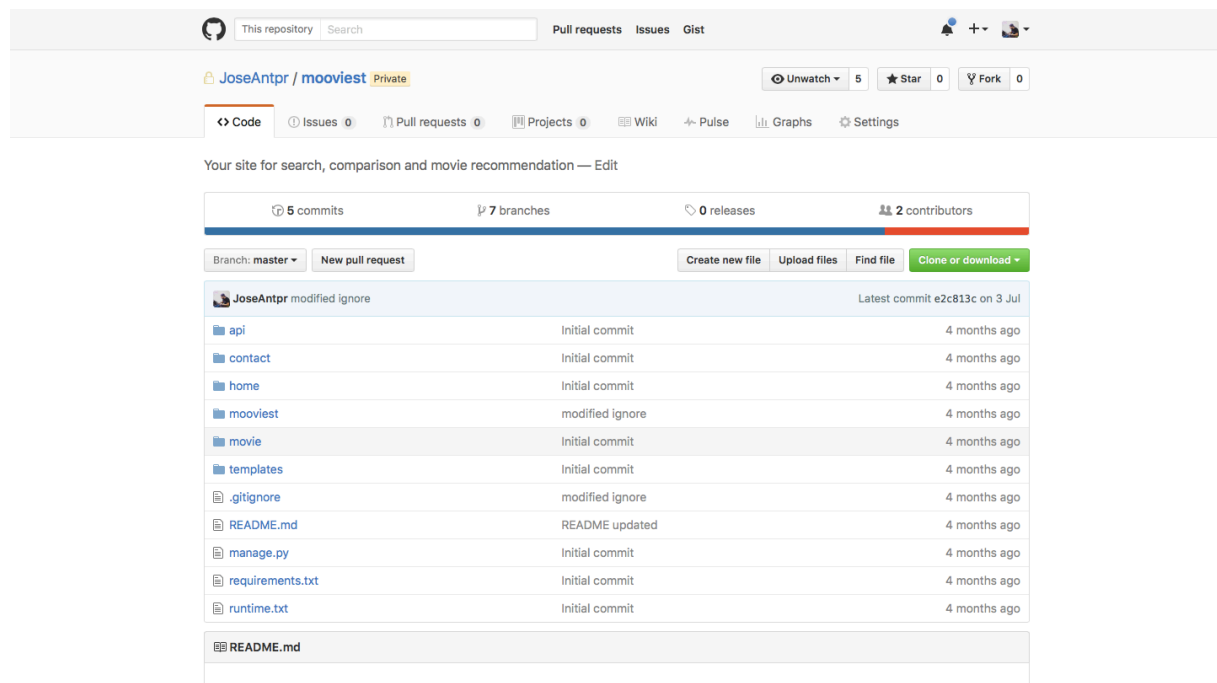 This repository Search Pull requests Issues Gist
JoseAntpr / mooviest Private Unwatch 5 Star 0 Fork 0
Code Issues 0 Pull requests 0 Projects 0 Wiki Pulse Graphs Settings
Your site for search, comparison and movie recommendation — Edit
5 commits 7 branches 0 releases 2 contributors
Branch: master New pull request Create new file Upload files Find file Clone or download
JoseAntpr modified ignore Latest commit e2c813c on 3 Jul
api Initial commit 4 months ago
contact Initial commit 4 months ago
home Initial commit 4 months ago
mooviest modified ignore 4 months ago
movie Initial commit 4 months ago
templates Initial commit 4 months ago
.gitignore modified ignore 4 months ago
README.md README updated 4 months ago
manage.py Initial commit 4 months ago
requirements.txt Initial commit 4 months ago
runtime.txt Initial commit 4 months ago
README.md